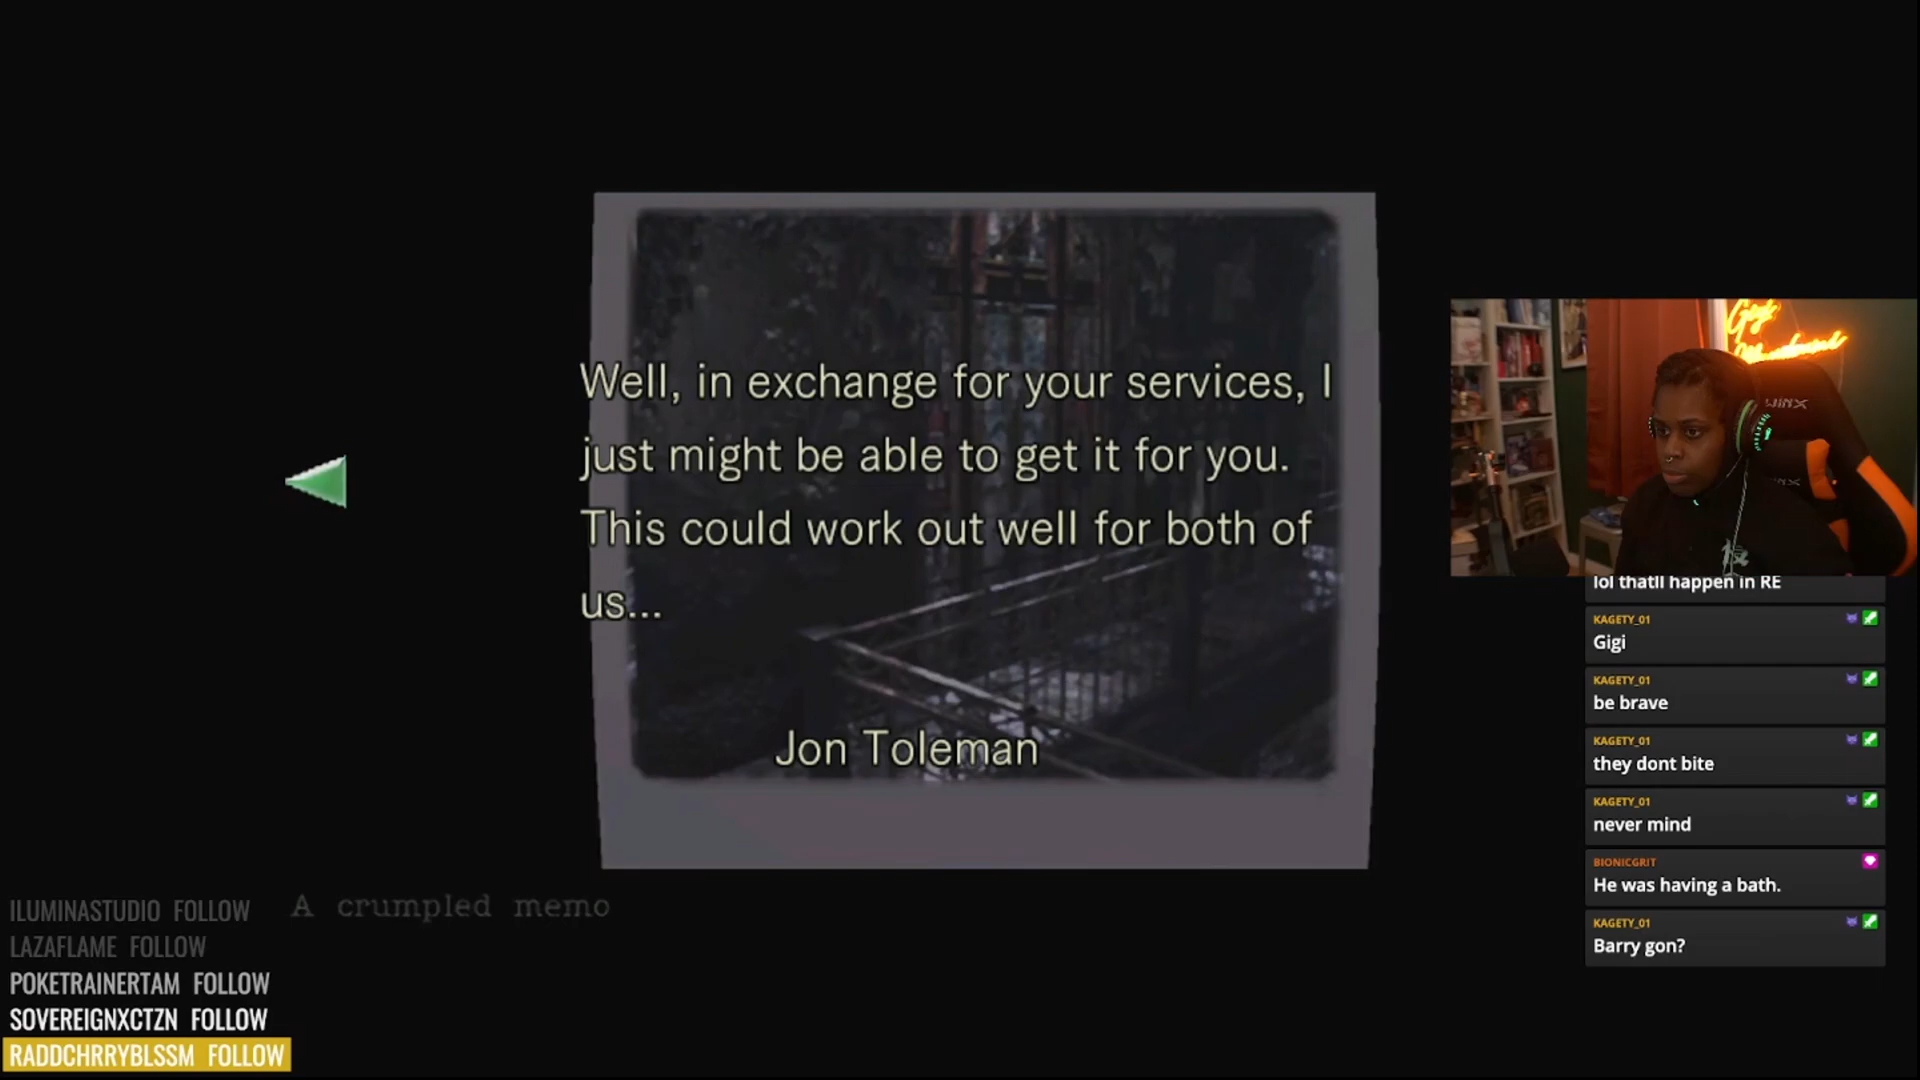 Well, in exchange for your services, I
just might be able to get it for you.
This could work out well for both of
us...
Jon Toleman
A crumpled memo
ILUMINASTUDIO FOLLOW
LAZAFLAME FOLLOW
POKETRAINERTAM FOLLOW
SOVEREIGNXCTZN FOLLOW
RADDCHRRYBLSSM FOLLOW
WINX
lol thatll happen in RE
KAGETY_01
Gigi
KAGETY_01
be brave
KAGETY_01
they dont bite
KAGETY_01
never mind
BIONICGRIT
He was having a bath.
KAGETY_01
Barry gon?